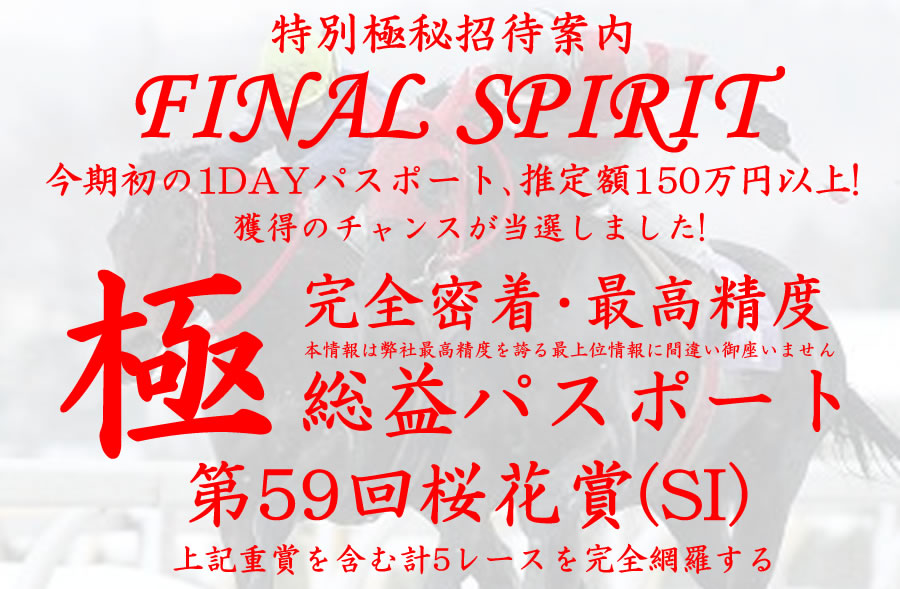 特別極秘招待案内
FINAL SPIRIT
今期初の1DAYパスポート、推定額150万円以上!
獲得のチャンスが当選しました!
極
完全密着・最高精度
本情報は弊社最高精度を誇る最上位情報に間違い御座いません
総益パスポート
第59回桜花賞(SI)
上記重賞を含む計5レースを完全網羅する